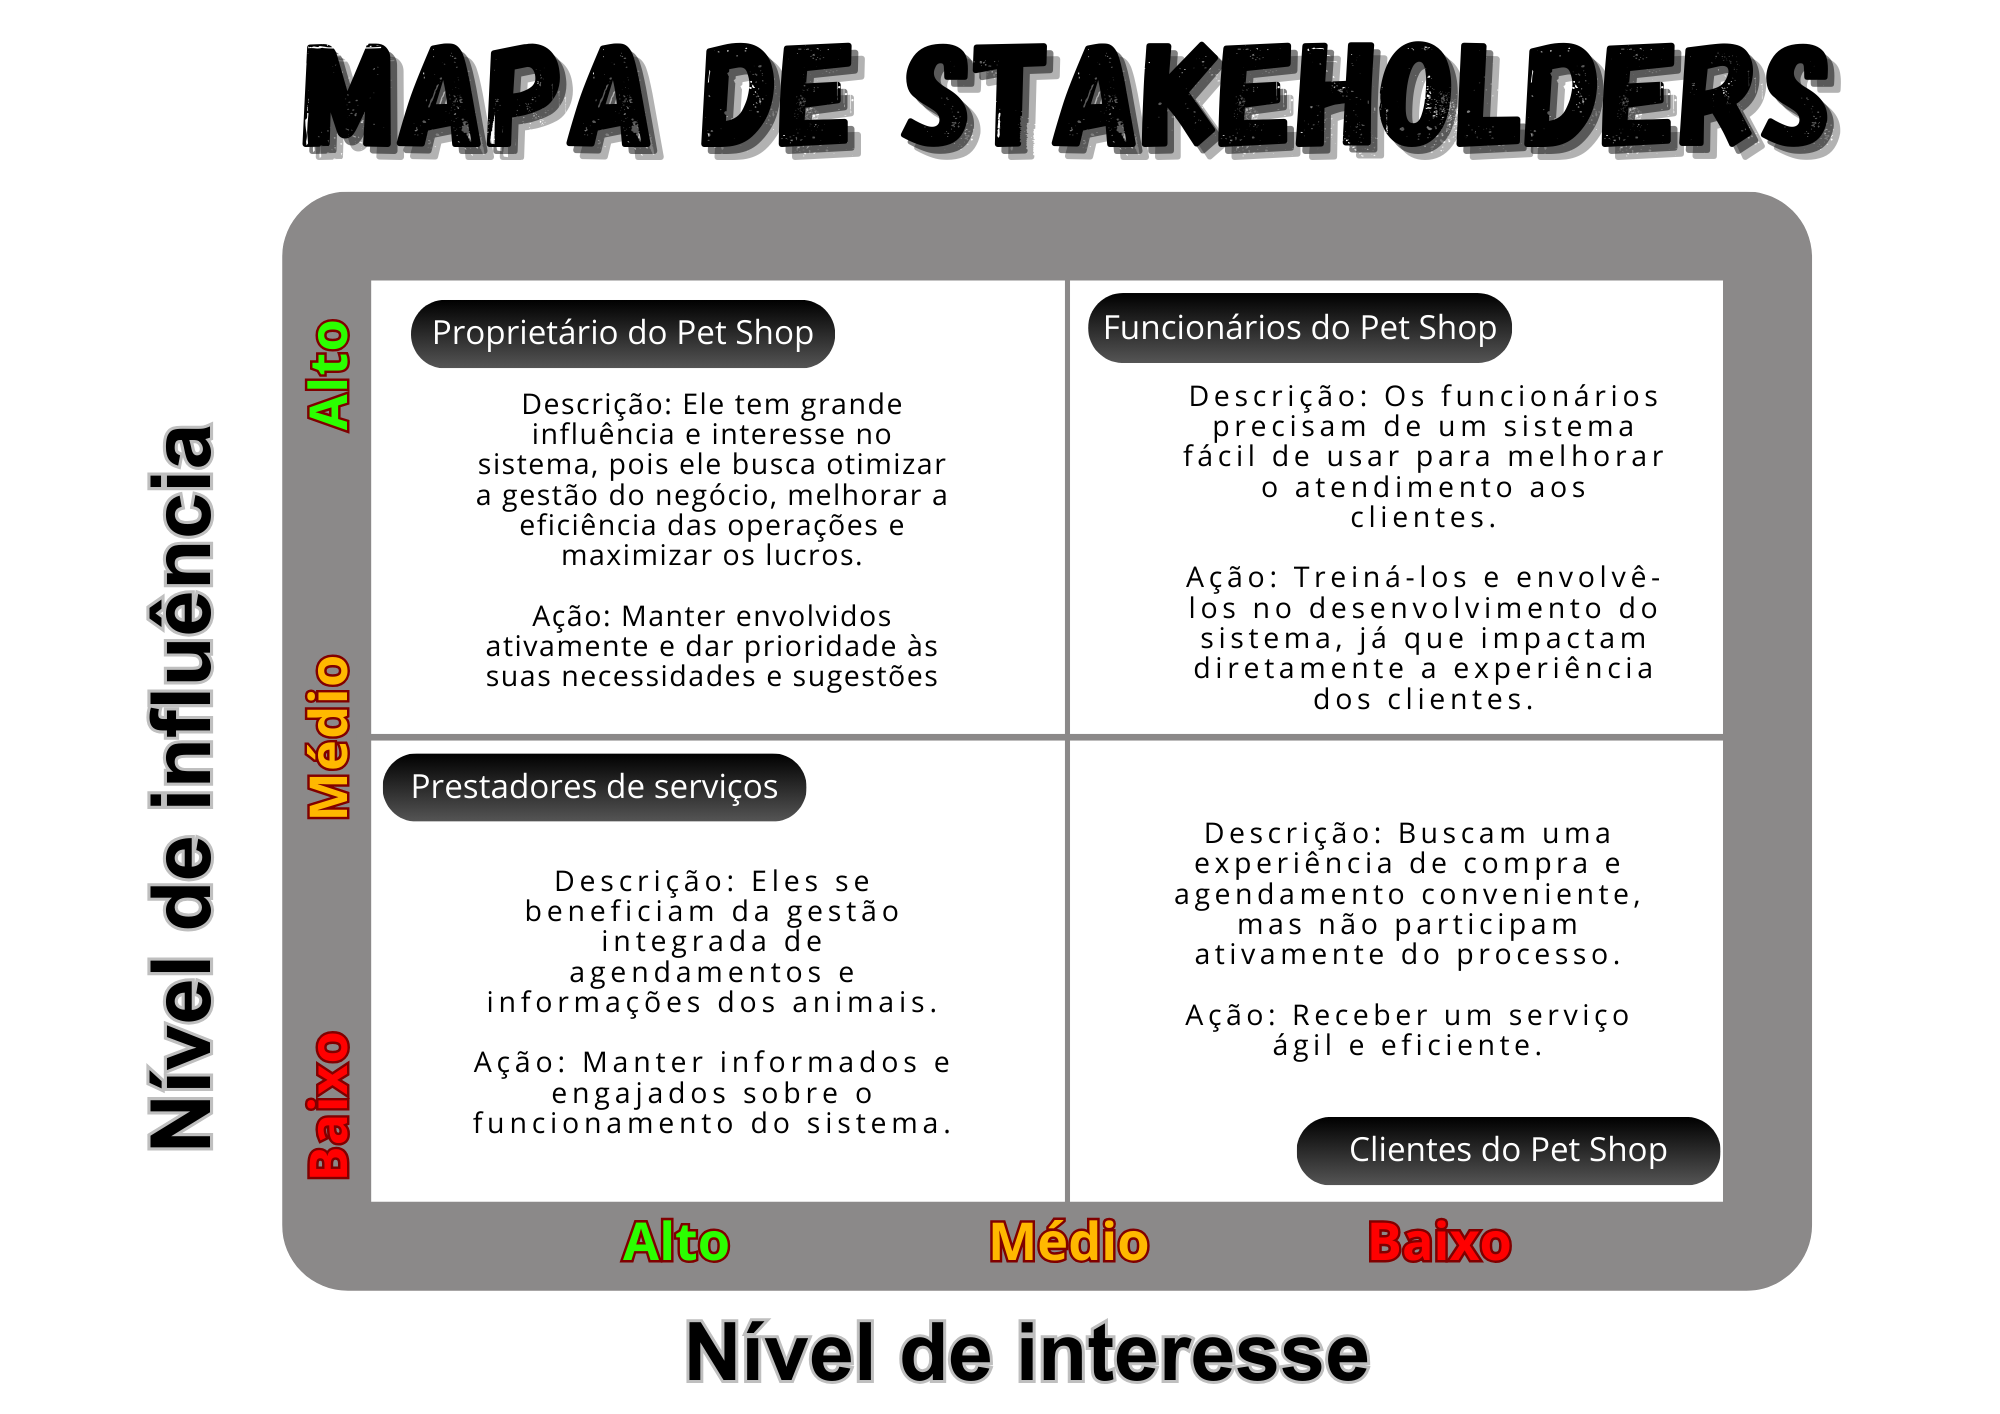 MAPA DE STAKEHOLDERS
Nível de influência
Alto
Médio
Baixo
Proprietário do Pet Shop
Descrição: Ele tem grande
influência e interesse no
sistema, pois ele busca otimizar
a gestão do negócio, melhorar a
eficiência das operações e
maximizar os lucros.
Ação: Manter envolvidos
ativamente e dar prioridade às
suas necessidades e sugestões
Funcionários do Pet Shop
Descrição: Os funcionários
precisam de um sistema
fácil de usar para melhorar
o atendimento aos
clientes.
Ação: Treiná-los e envolvê-
los no desenvolvimento do
sistema, já que impactam
diretamente a experiência
dos clientes.
Prestadores de serviços
Descrição: Eles se
beneficiam da gestão
integrada de
agendamentos e
informações dos animais.
Ação: Manter informados e
engajados sobre o
funcionamento do sistema.
Descrição: Buscam uma
experiência de compra e
agendamento conveniente,
mas não participam
ativamente do processo.
Ação: Receber um serviço
ágil e eficiente.
Clientes do Pet Shop
Alto
Médio
Baixo
Nível de interesse